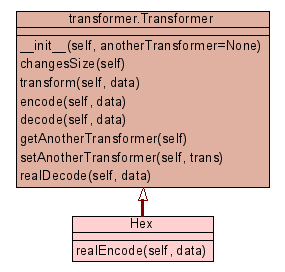 transformer.Transformer
__init__(self, anotherTransformer=None)
changesSize(self)
transform(self, data)
encode(self, data)
decode(self, data)
getAnotherTransformer(self)
setAnotherTransformer(self, trans)
realDecode(self, data)
Hex
realEncode(self, data)